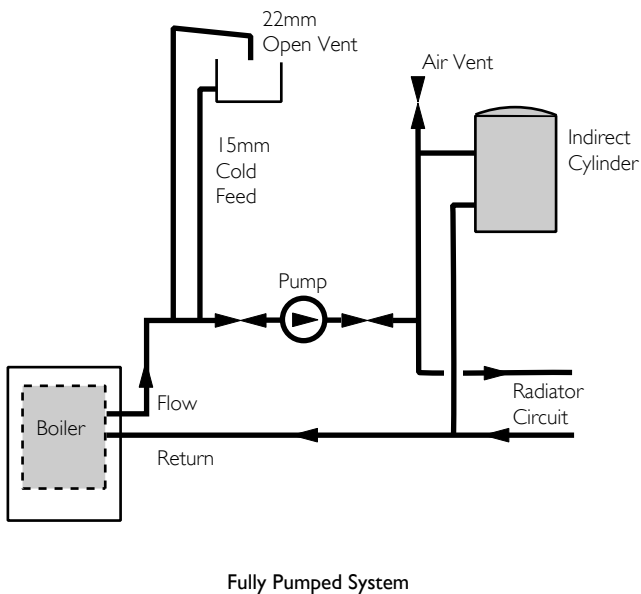 22mm
Open Vent
Air Vent
15mm
Cold
Feed
Indirect
Cylinder
Pump
Flow
Boiler
Radiator
Circuit
Return
Fully Pumped System